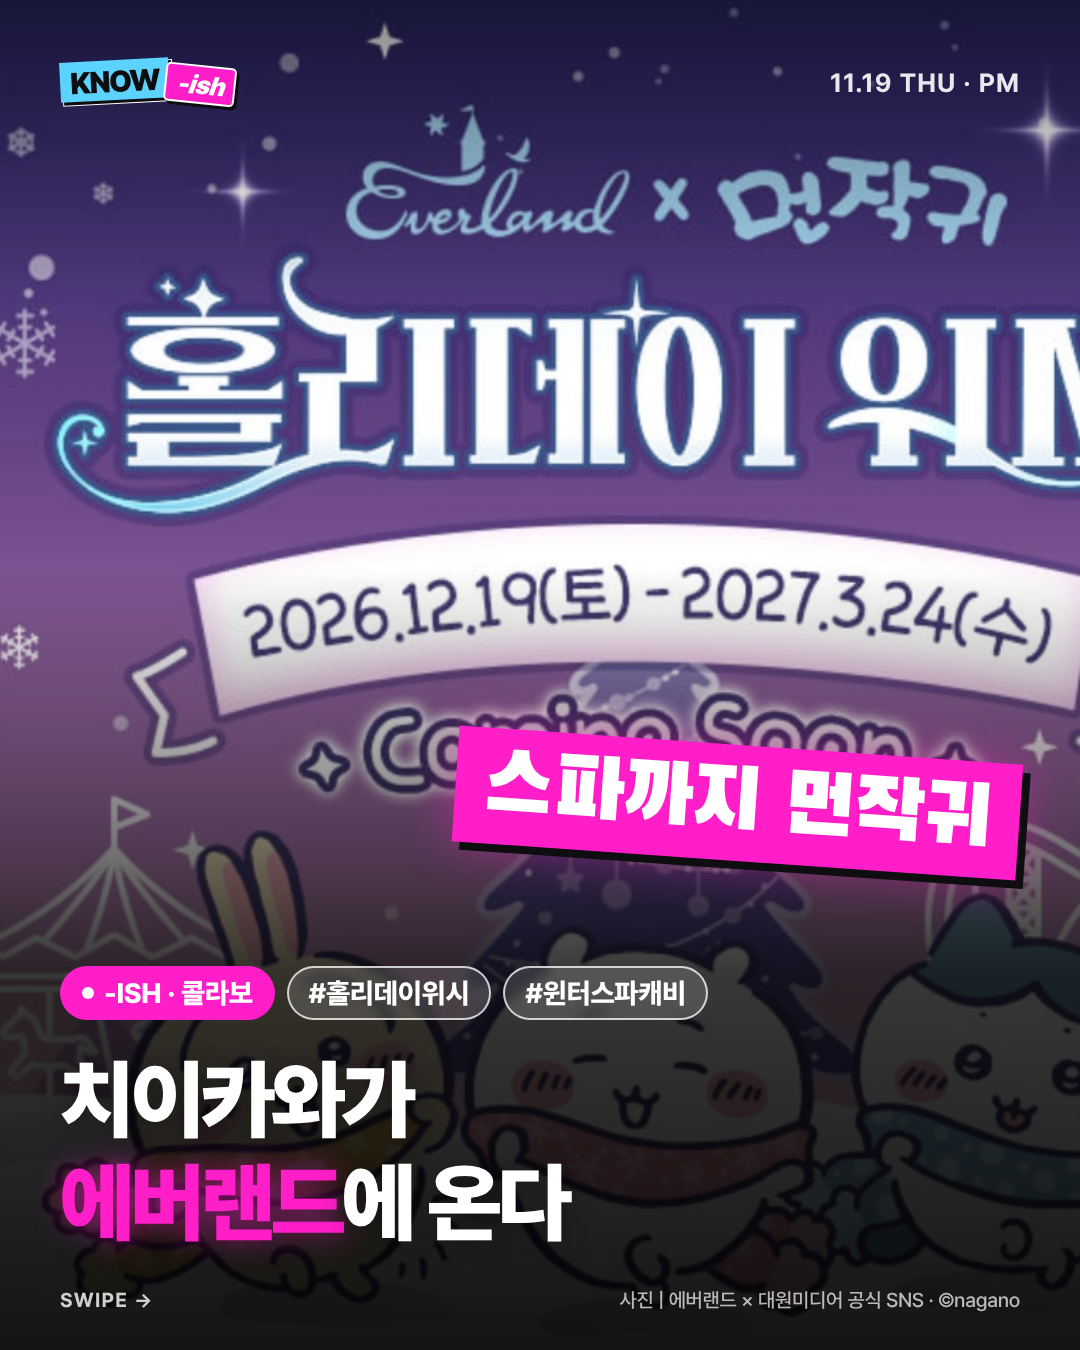 KNOW -ish
11.19 THU · PM
Everland x 먼작귀
홀리데이 위
2026.12.19(토) - 2027.3.24(수)
Coming Soon
스파까지 먼작귀
-ISH · 콜라보
#홀리데이위시
#윈터스파캐비
치이카와가
에버랜드에 온다
SWIPE →
사진 | 에버랜드 × 대원미디어 공식 SNS · ©nagano